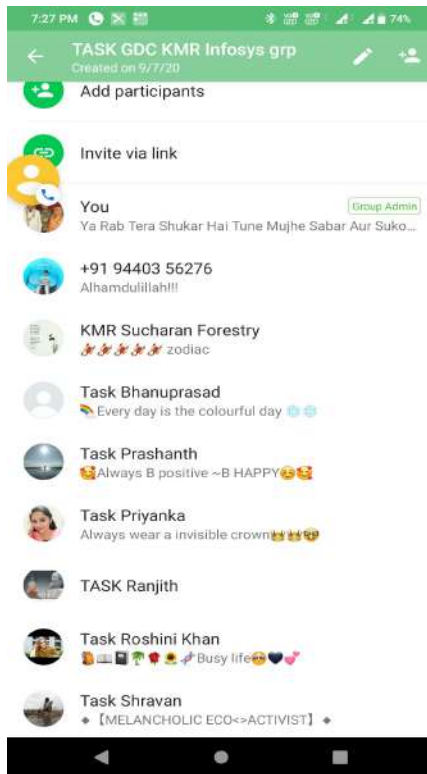 7:27 PM 74%
TASK GDC KMR Infosys grp
Created on 9/7/20
Add participants
Invite via link
You Group Admin
Ya Rab Tera Shukar Hai Tune Mujhe Sabar Aur Suko...
+91 94403 56276
Alhamdulillah!!!
KMR Sucharan Forestry
🦂🦂🦂🦂🦂 zodiac
Task Bhanuprasad
🌈Every day is the colourful day ❄️❄️
Task Prashanth
🥰Always B positive ~B HAPPY☺️🥰
Task Priyanka
Always wear a invisible crown👑👑😍
TASK Ranjith
Task Roshini Khan
Busy life
Task Shravan
🔸【MELANCHOLIC ECO<>ACTIVIST】🔸